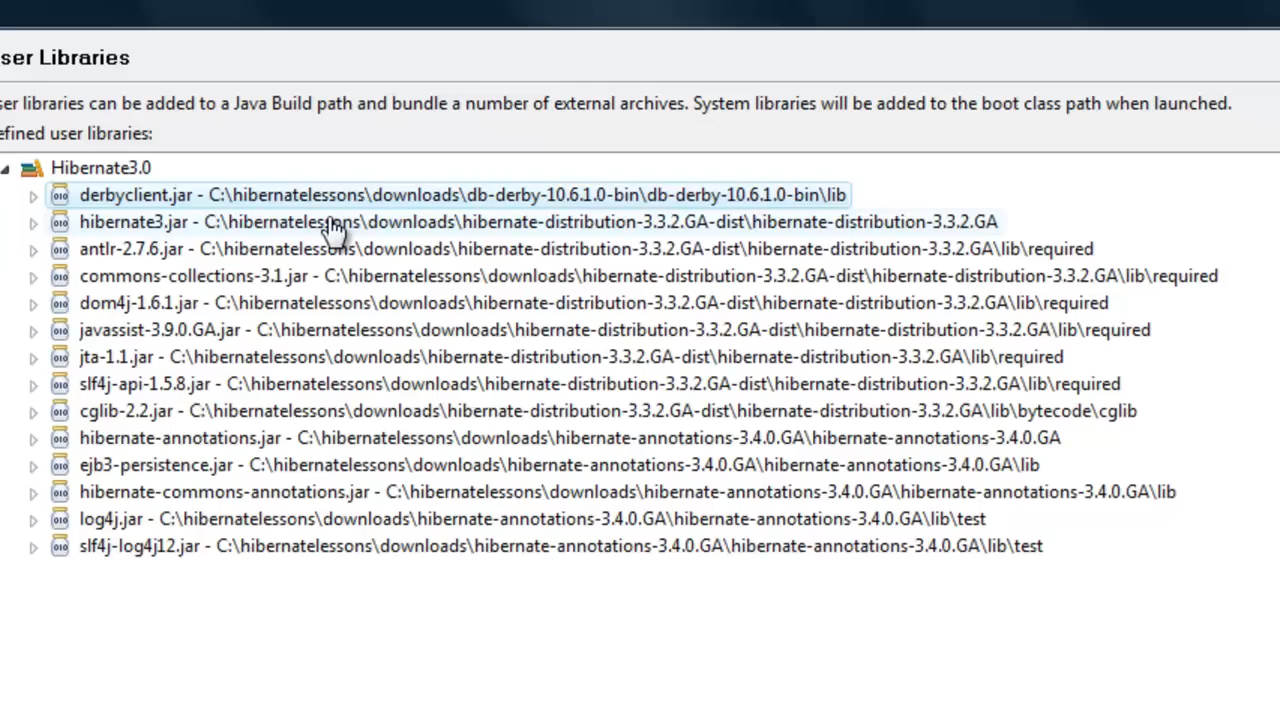 ser Libraries
ser libraries can be added to a Java Build path and bundle a number of external archives. System libraries will be added to the boot class path when launched.
efined user libraries:
Hibernate3.0
derbyclient.jar - C:\hibernatelessons\downloads\db-derby-10.6.1.0-bin\db-derby-10.6.1.0-bin\lib
hibernate3.jar - C:\hibernatelessons\downloads\hibernate-distribution-3.3.2.GA-dist\hibernate-distribution-3.3.2.GA
antlr-2.7.6.jar - C:\hibernatelessons\downloads\hibernate-distribution-3.3.2.GA-dist\hibernate-distribution-3.3.2.GA\lib\required
commons-collections-3.1.jar - C:\hibernatelessons\downloads\hibernate-distribution-3.3.2.GA-dist\hibernate-distribution-3.3.2.GA\lib\required
dom4j-1.6.1.jar - C:\hibernatelessons\downloads\hibernate-distribution-3.3.2.GA-dist\hibernate-distribution-3.3.2.GA\lib\required
javassist-3.9.0.GA.jar - C:\hibernatelessons\downloads\hibernate-distribution-3.3.2.GA-dist\hibernate-distribution-3.3.2.GA\lib\required
jta-1.1.jar - C:\hibernatelessons\downloads\hibernate-distribution-3.3.2.GA-dist\hibernate-distribution-3.3.2.GA\lib\required
slf4j-api-1.5.8.jar - C:\hibernatelessons\downloads\hibernate-distribution-3.3.2.GA-dist\hibernate-distribution-3.3.2.GA\lib\required
cglib-2.2.jar - C:\hibernatelessons\downloads\hibernate-distribution-3.3.2.GA-dist\hibernate-distribution-3.3.2.GA\lib\bytecode\cglib
hibernate-annotations.jar - C:\hibernatelessons\downloads\hibernate-annotations-3.4.0.GA\hibernate-annotations-3.4.0.GA
ejb3-persistence.jar - C:\hibernatelessons\downloads\hibernate-annotations-3.4.0.GA\hibernate-annotations-3.4.0.GA\lib
hibernate-commons-annotations.jar - C:\hibernatelessons\downloads\hibernate-annotations-3.4.0.GA\hibernate-annotations-3.4.0.GA\lib
log4j.jar - C:\hibernatelessons\downloads\hibernate-annotations-3.4.0.GA\hibernate-annotations-3.4.0.GA\lib\test
slf4j-log4j12.jar - C:\hibernatelessons\downloads\hibernate-annotations-3.4.0.GA\hibernate-annotations-3.4.0.GA\lib\test